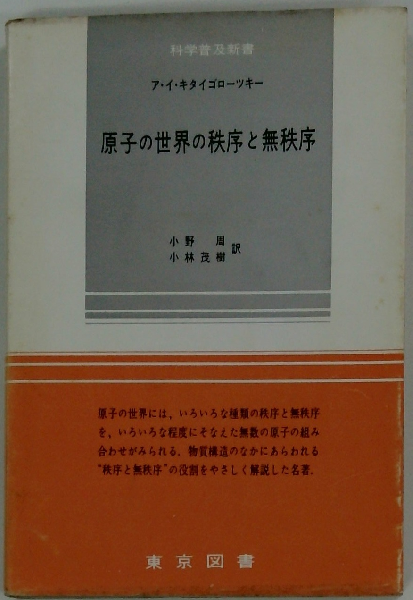 科学普及新書
ア・イ・キタイゴローツキー
原子の世界の秩序と無秩序
小野 周
小林茂樹 訳
原子の世界には，いろいろな種類の秩序と無秩序
を，いろいろな程度にそなえた無数の原子の組み
合わせがみられる．物質構造のなかにあらわれる
“秩序と無秩序”の役割をやさしく解説した名著．
東京図書